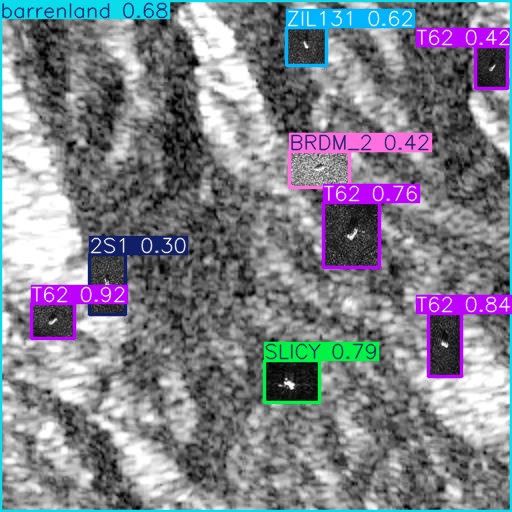 barrenland 0.68
ZIL131 0.62
T62 0.42
BRDM_2 0.42
T62 0.76
2S1 0.30
T62 0.92
T62 0.84
SLICY 0.79